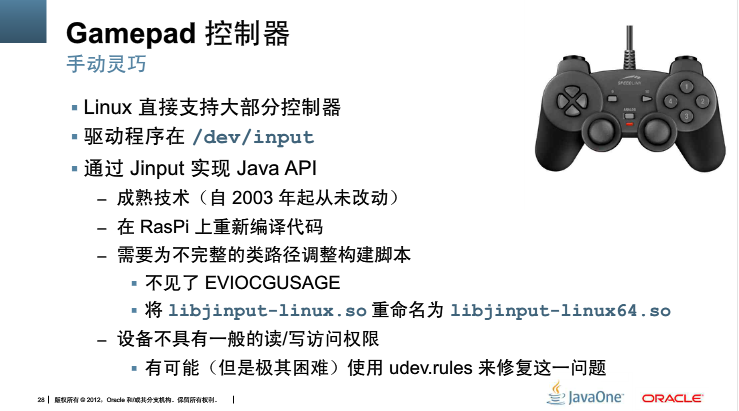 Gamepad 控制器
手动灵巧
▪ Linux 直接支持大部分控制器
▪ 驱动程序在 /dev/input
▪ 通过 Jinput 实现 Java API
– 成熟技术（自 2003 年起从未改动）
– 在 RasPi 上重新编译代码
– 需要为不完整的类路径调整构建脚本
▪ 不见了 EVIOCGUSAGE
▪ 将 libjinput-linux.so 重命名为 libjinput-linux64.so
– 设备不具有一般的读/写访问权限
▪ 有可能（但是极其困难）使用 udev.rules 来修复这一问题
28 | 版权所有 @ 2012，Oracle 和/或其分支机构。保留所有权利。 |
JavaOne
ORACLE